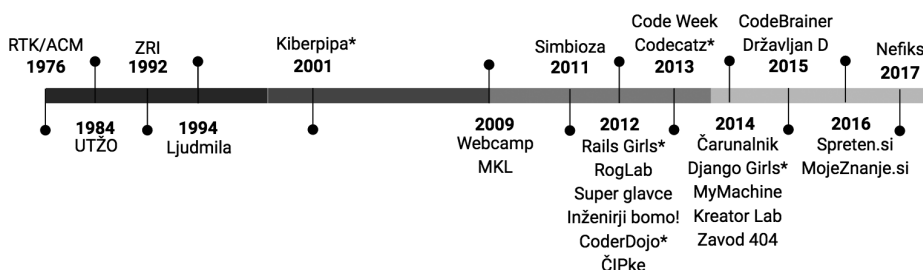 RTK/ACM
1976
1984
UTŽO
ZRI
1992
1994
Ljudmila
Kiberpipa*
2001
2009
Webcamp
MKL
Simbioza
2011
2012
Rails Girls*
RogLab
Super glavce
Inženirji bomo!
CoderDojo*
ČIPke
Code Week
Codecatz*
2013
2014
Čarunalnik
Django Girls*
MyMachine
Kreator Lab
Zavod 404
CodeBrainer
Državljan D
2015
2016
Spreten.si
MojeZnanje.si
Nefiks
2017